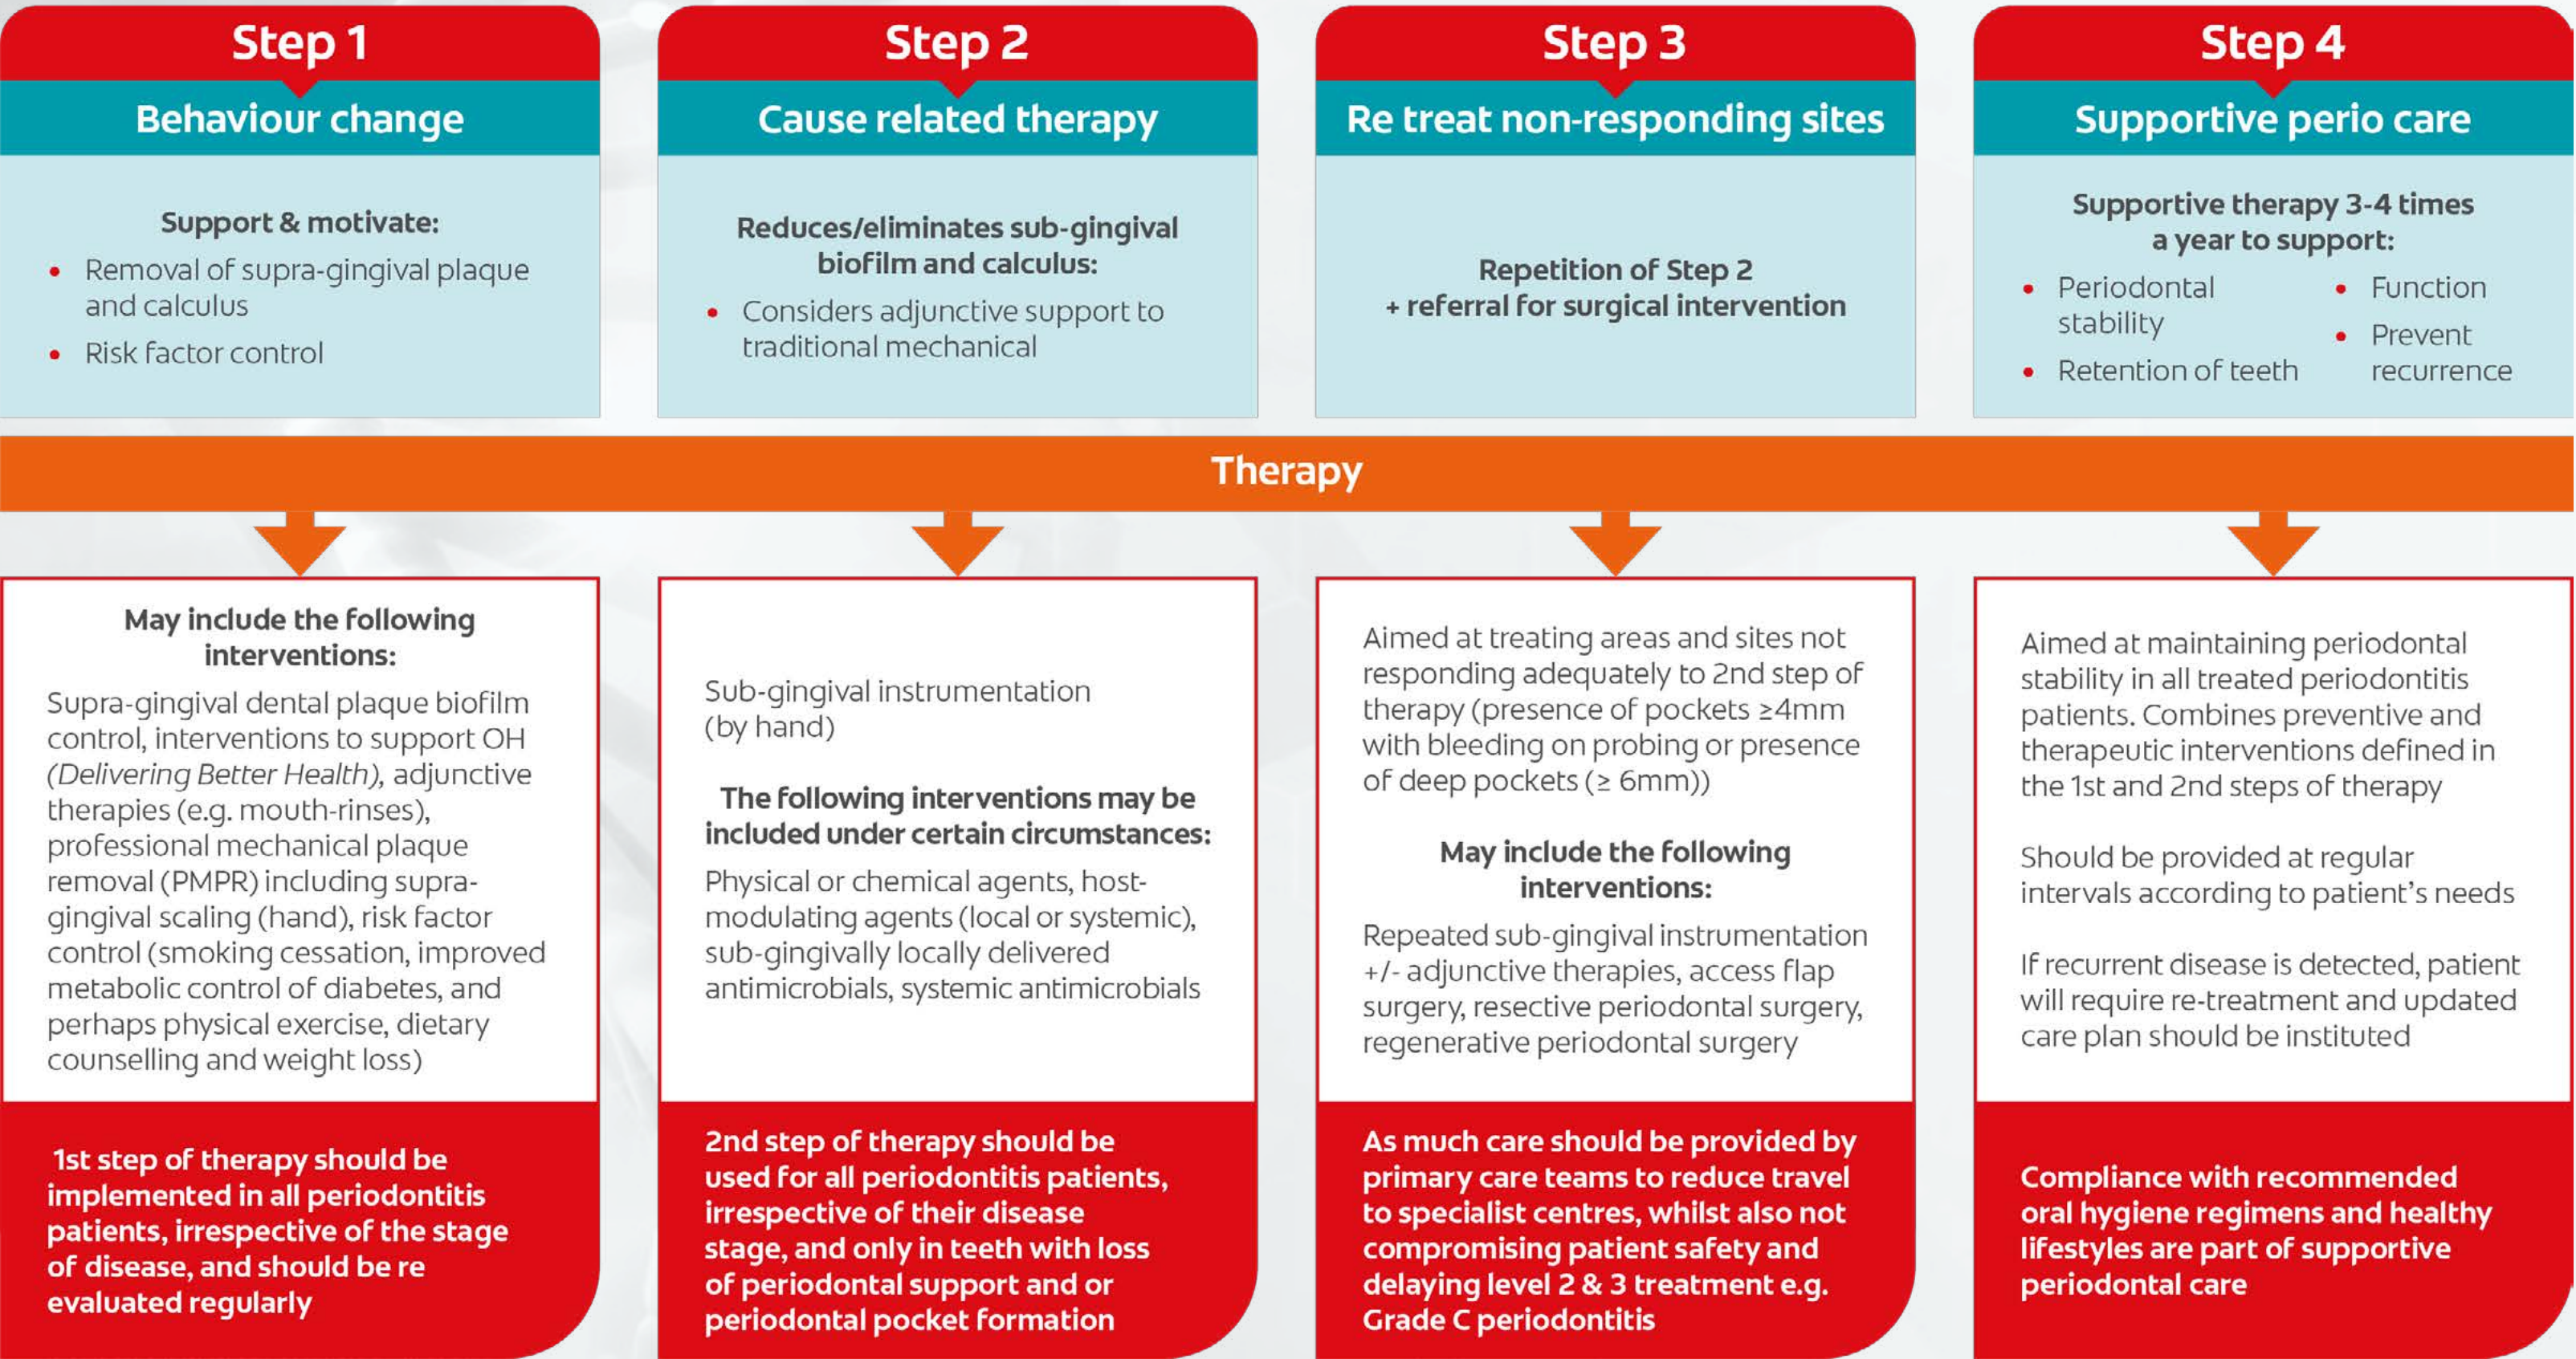 Step 1
Behaviour change
Support & motivate:
• Removal of supra-gingival plaque
and calculus
• Risk factor control
Step 2
Cause related therapy
Reduces/eliminates sub-gingival
biofilm and calculus:
• Considers adjunctive support to
traditional mechanical
Step 3
Re treat non-responding sites
Repetition of Step 2
+ referral for surgical intervention
Step 4
Supportive perio care
Supportive therapy 3-4 times
a year to support:
• Periodontal
stability
• Retention of teeth
• Function
• Prevent
recurrence
Therapy
May include the following
interventions:
Supra-gingival dental plaque biofilm
control, interventions to support OH
(Delivering Better Health), adjunctive
therapies (e.g. mouth-rinses),
professional mechanical plaque
removal (PMPR) including supra-
gingival scaling (hand), risk factor
control (smoking cessation, improved
metabolic control of diabetes, and
perhaps physical exercise, dietary
counselling and weight loss)
1st step of therapy should be
implemented in all periodontitis
patients, irrespective of the stage
of disease, and should be re
evaluated regularly
Sub-gingival instrumentation
(by hand)
The following interventions may be
included under certain circumstances:
Physical or chemical agents, host-
modulating agents (local or systemic),
sub-gingivally locally delivered
antimicrobials, systemic antimicrobials
2nd step of therapy should be
used for all periodontitis patients,
irrespective of their disease
stage, and only in teeth with loss
of periodontal support and or
periodontal pocket formation
Aimed at treating areas and sites not
responding adequately to 2nd step of
therapy (presence of pockets ≥4mm
with bleeding on probing or presence
of deep pockets (≥ 6mm))
May include the following
interventions:
Repeated sub-gingival instrumentation
+/- adjunctive therapies, access flap
surgery, resective periodontal surgery,
regenerative periodontal surgery
As much care should be provided by
primary care teams to reduce travel
to specialist centres, whilst also not
compromising patient safety and
delaying level 2 & 3 treatment e.g.
Grade C periodontitis
Aimed at maintaining periodontal
stability in all treated periodontitis
patients. Combines preventive and
therapeutic interventions defined in
the 1st and 2nd steps of therapy
Should be provided at regular
intervals according to patient's needs
If recurrent disease is detected, patient
will require re-treatment and updated
care plan should be instituted
Compliance with recommended
oral hygiene regimens and healthy
lifestyles are part of supportive
periodontal care